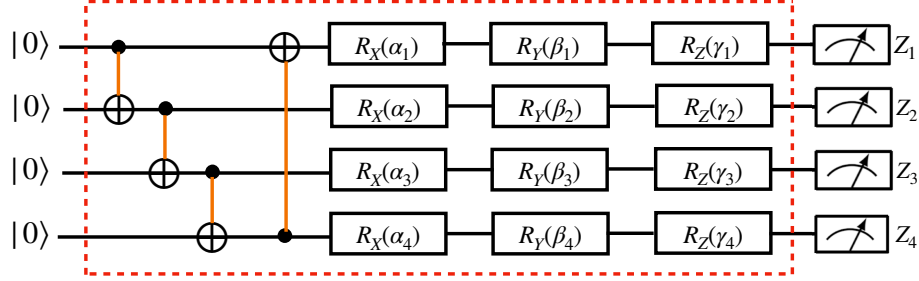 |0⟩ R_X(α_1) R_Y(β_1) R_Z(γ_1) Z_1
|0⟩ R_X(α_2) R_Y(β_2) R_Z(γ_2) Z_2
|0⟩ R_X(α_3) R_Y(β_3) R_Z(γ_3) Z_3
|0⟩ R_X(α_4) R_Y(β_4) R_Z(γ_4) Z_4